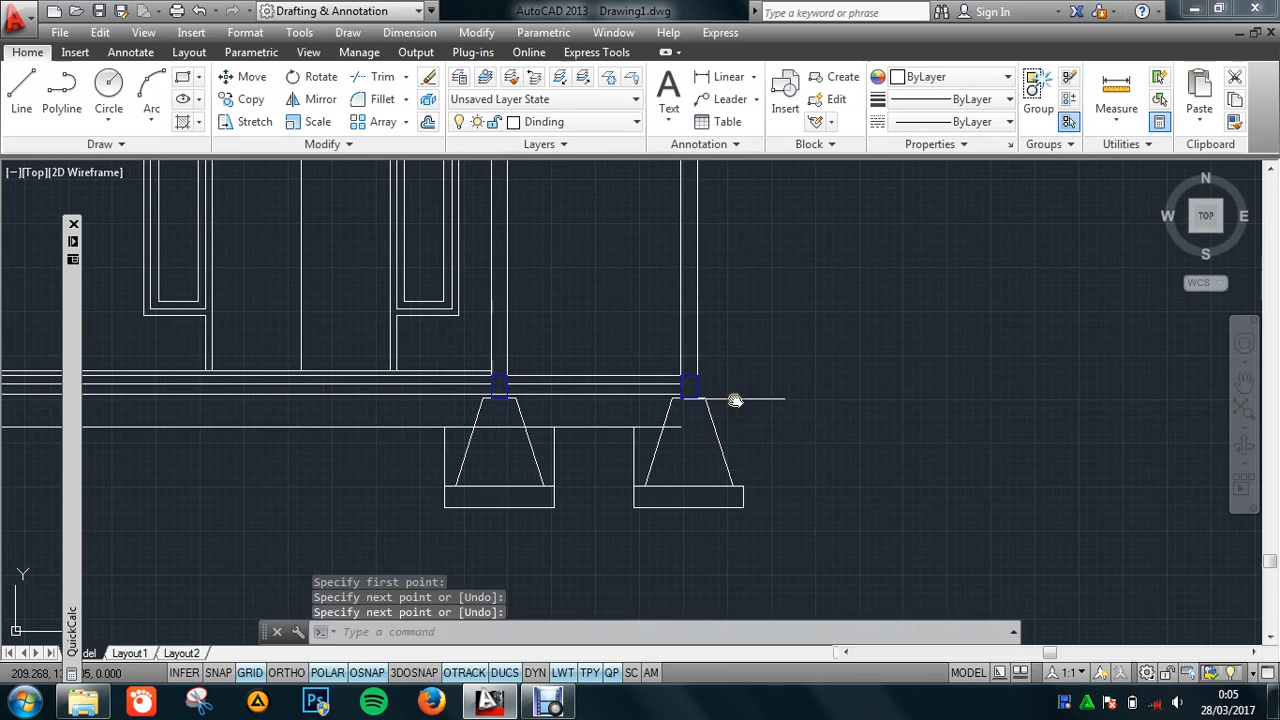 Drafting & Annotation
AutoCAD 2013 Drawing1.dwg
Type a keyword or phrase
Sign In
File Edit View Insert Format Tools Draw Dimension Modify Parametric Window Help Express
Home Insert Annotation Layout Parametric View Manage Output Plug-ins Online Express Tools
Line
Polyline
Circle
Arc
Move Rotate Trim
Copy Mirror Fillet
Stretch Scale Array
Unsaved Layer State
Dinding
Text
Linear
Leader
Table
Insert
Create
Edit
ByLayer
ByLayer
ByLayer
Group
Measure
Paste
Draw Modify Layers Annotation Block Properties Groups Utilities Clipboard
[−][Top][2D Wireframe]
N
W TOP E
S
WCS
QuickCalc
Y
Specify first point:
Specify next point or [Undo]:
Specify next point or [Undo]:
Type a command
Layout1 Layout2
INFER SNAP GRID ORTHO POLAR OSNAP 3DOSNAP OTRACK DUCS DYN LWT TPY QP SC AM
MODEL
1:1
0:05
28/03/2017